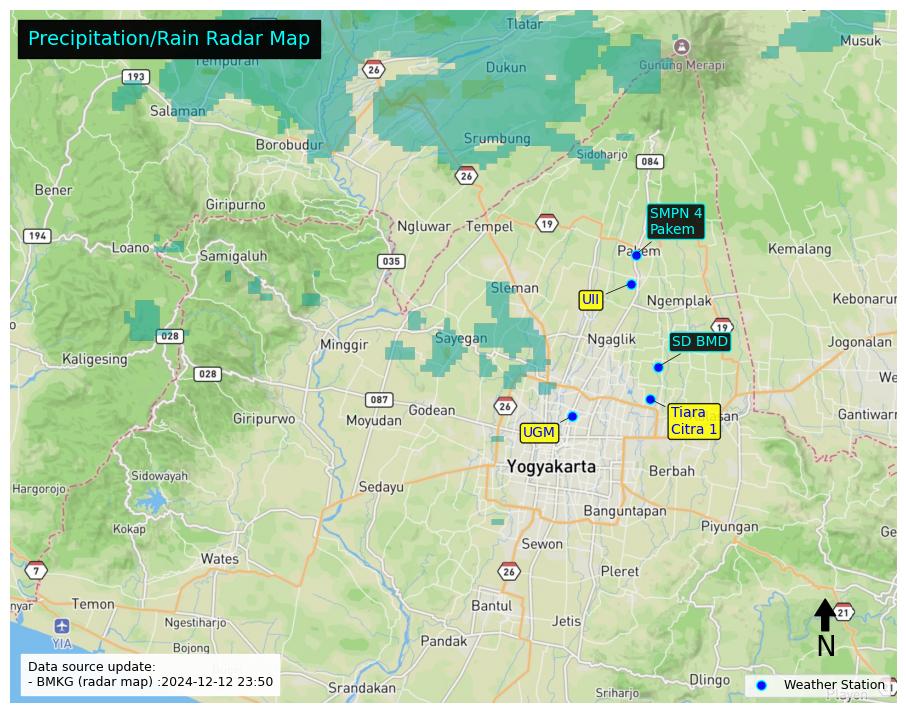 Precipitation/Rain Radar Map
Tlatar
Musuk
26
193
Tempuran
Dukun
Gunung Merapi
Salaman
Borobudur
Srumbung
Sidoharjo
084
26
Bener
Giripurno
SMPN 4
Pakem
194
Ngluwar
Tempel
19
Loano
Samigaluh
035
Pakem
Kemalang
Sleman
UII
Ngemplak
Kebonarum
028
Minggir
Sayegan
Ngaglik
19
SD BMD
Jogonalan
Kaligesing
028
087
Godean
26
Giripurwo
Moyudan
UGM
Tiara
Citra 1
Gantiwarn
Yogyakarta
Berbah
Hargorojo
Sidowayah
Sedayu
Banguntapan
Kokap
Piyungan
Sewon
Wates
7
26
Pleret
Temon
Bantul
21
YIA
Ngestiharjo
Jetis
N
Bojong
Pandak
Data source update:
- BMKG (radar map) :2024-12-12 23:50
Srandakan
Sriharjo
Dlingo
Weather Station
Playen